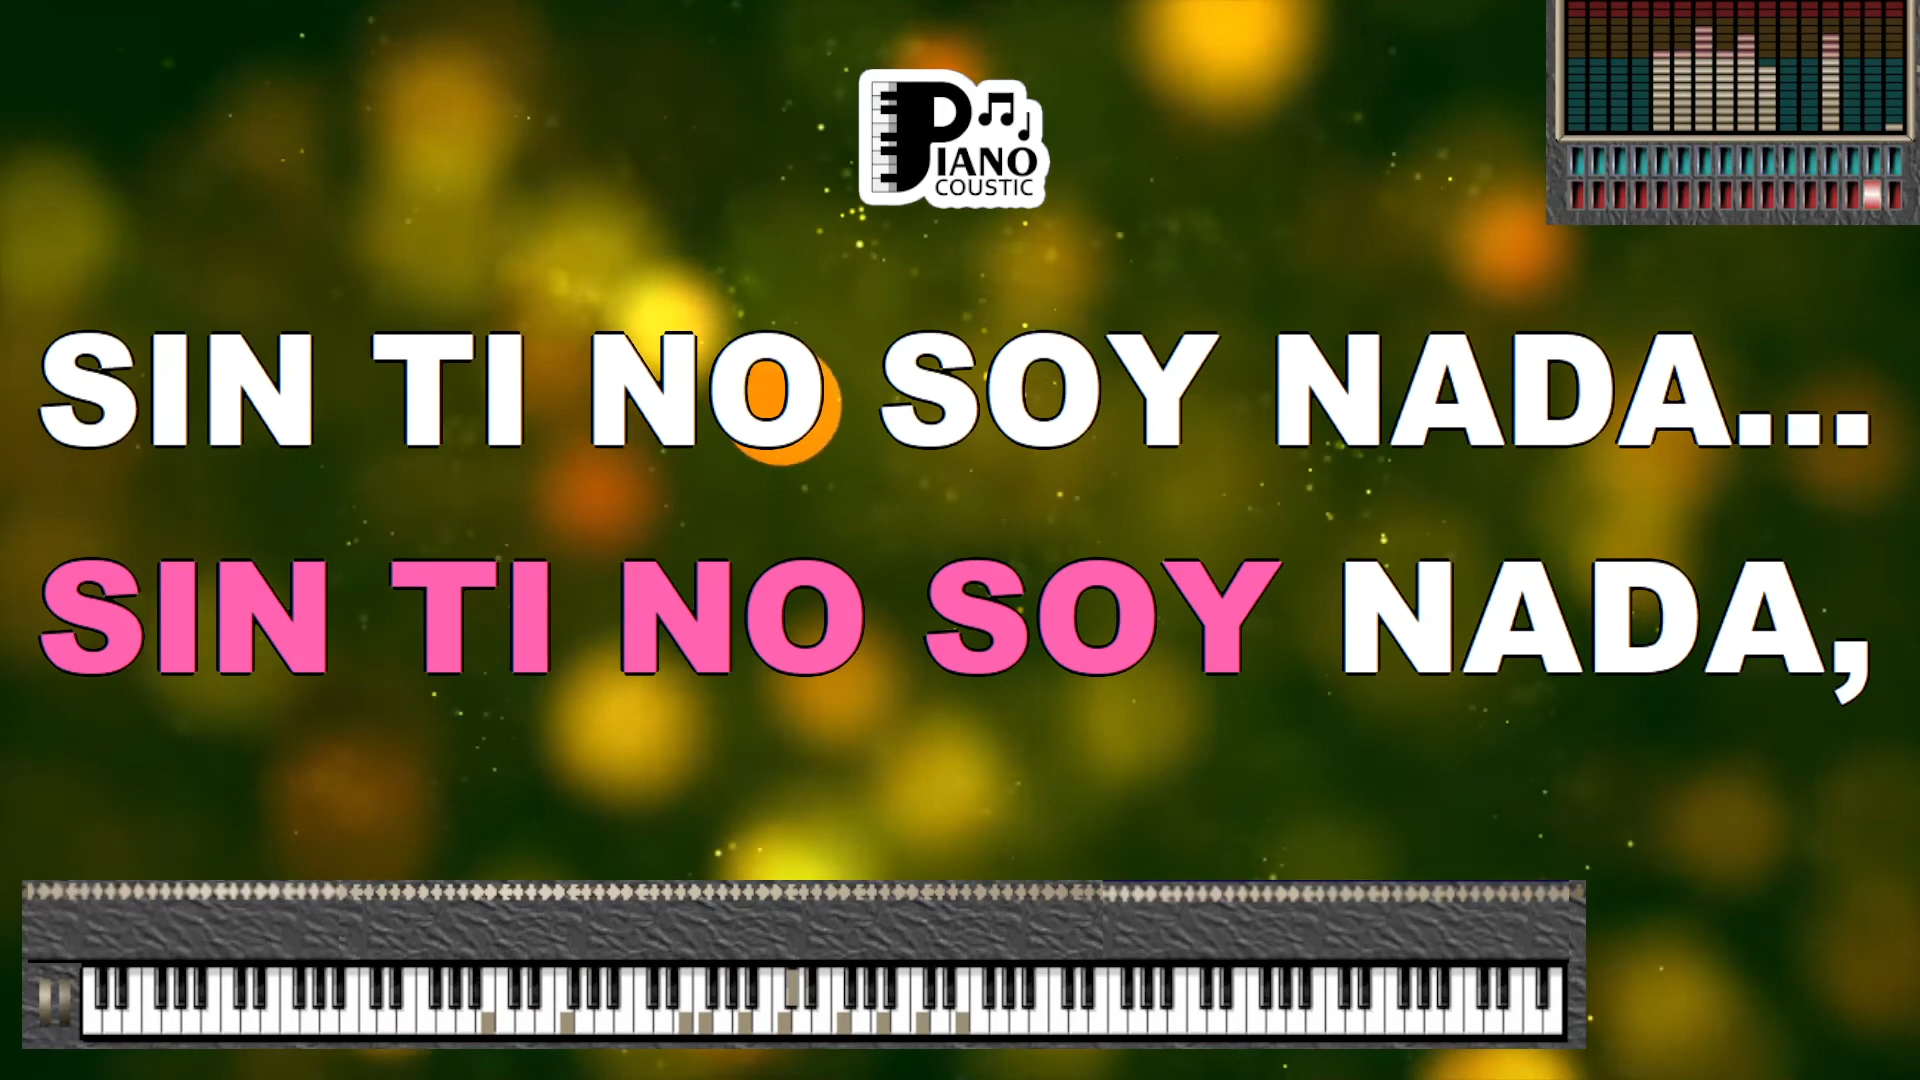 PIANO
COUSTIC
SIN TI NO SOY NADA...
SIN TI NO SOY NADA,